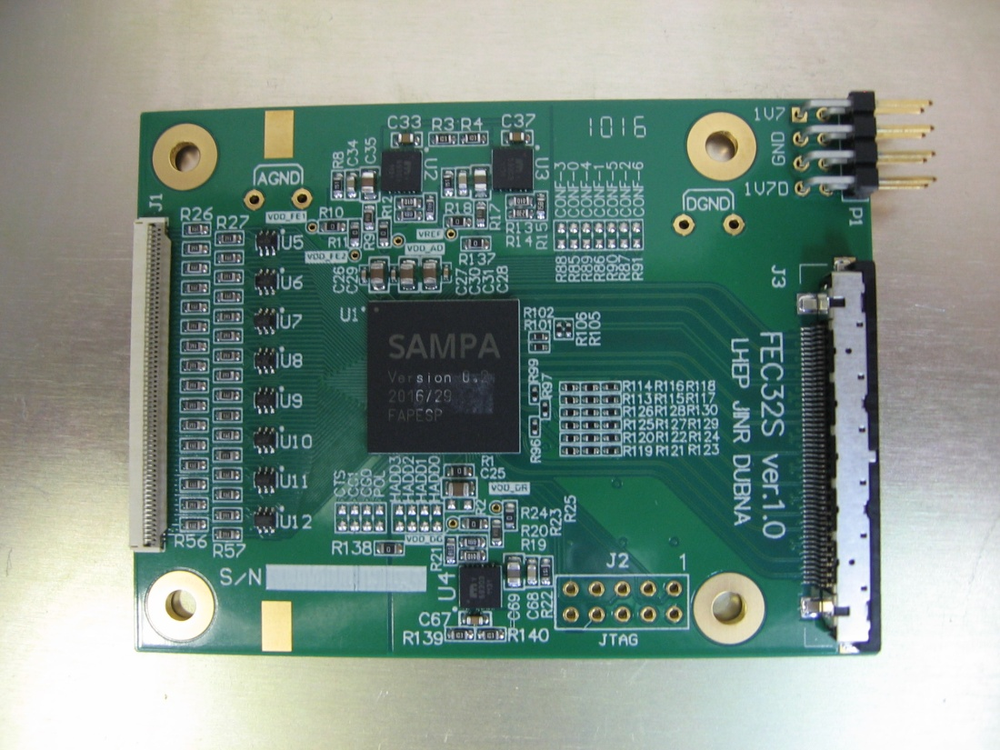 C33 R3 R4 C37
1016
1V7
GND
1V7D
P1
R8 C34 C35
U2
U3
AGND
DGND
J1
CONF-3
CONF-0
CONF-4
CONF-1
CONF-5
CONF-2
CONF-6
R26 R27
VDD_FE1
R10
R12
R11 R9
R17
R13
R14
R15
VREF
VDD_AD
VDD_FE2
R137
R88
R85
R89
R86
R90
R87
R91
C26
C29
C27
C30
C31
C28
U5
U6
U7
U8
U9
U10
U11
U12
U1
SAMPA
2016/29
FAPESP
R102
R101
R106
R105
R99
R97
R96
R114 R116 R118
R113 R115 R117
R126 R128 R130
R125 R127 R129
R120 R122 R124
R119 R121 R123
J3
FEC32S ver.1.0
LHEP JINR DUBNA
CTS
CG1
CG0
POL
HADD3
HADD2
HADD1
HADD0
R1
C25
VDD_DR
R2
R24
R23
R25
R20
R19
VDD_DG
R21
R56 R57
R138
S/N
U4
C69
C68
R22
C67
R139 R140
J2 1
JTAG